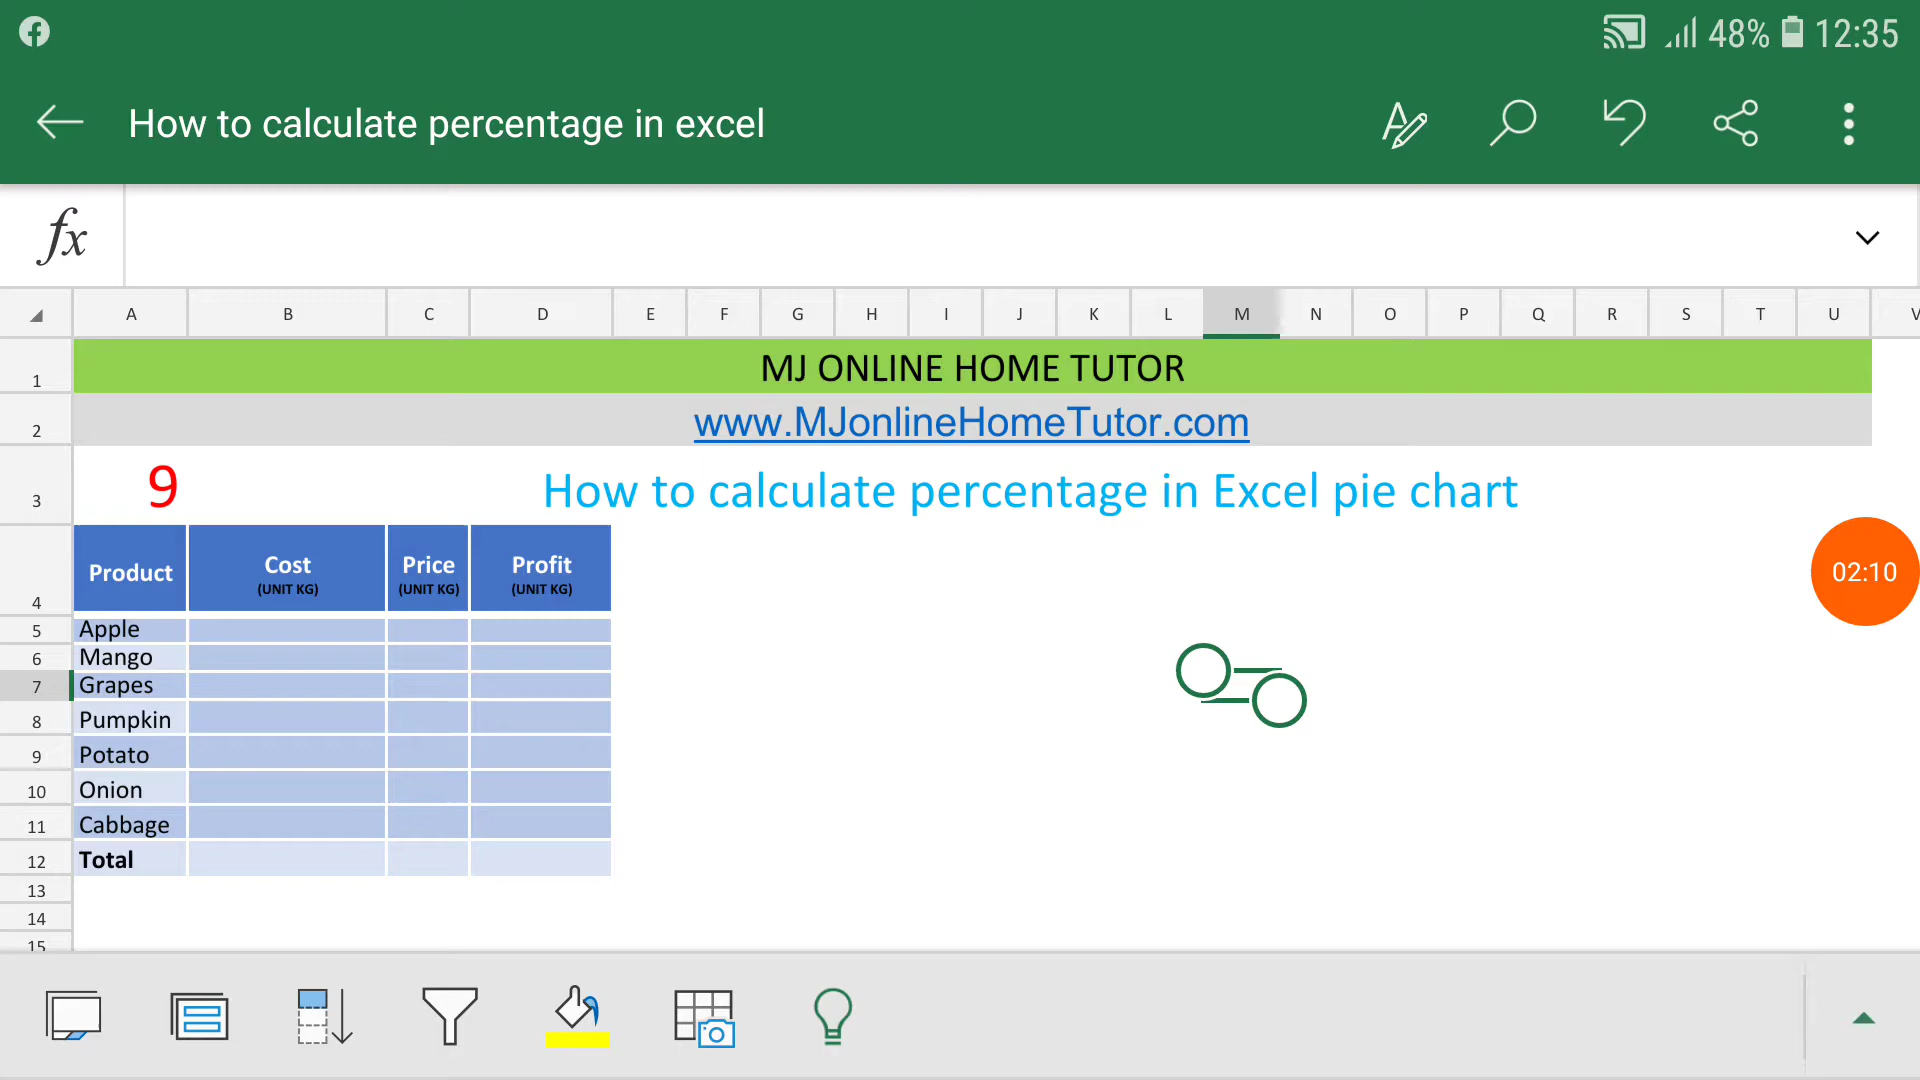 48% 12:35
How to calculate percentage in excel
fx
A B C D E F G H I J K L M N O P Q R S T U V
1 MJ ONLINE HOME TUTOR
2 www.MJonlineHomeTutor.com
3 9 How to calculate percentage in Excel pie chart
4 Product Cost (UNIT KG) Price (UNIT KG) Profit (UNIT KG)
02:10
5 Apple
6 Mango
7 Grapes
8 Pumpkin
9 Potato
10 Onion
11 Cabbage
12 Total
13
14
15